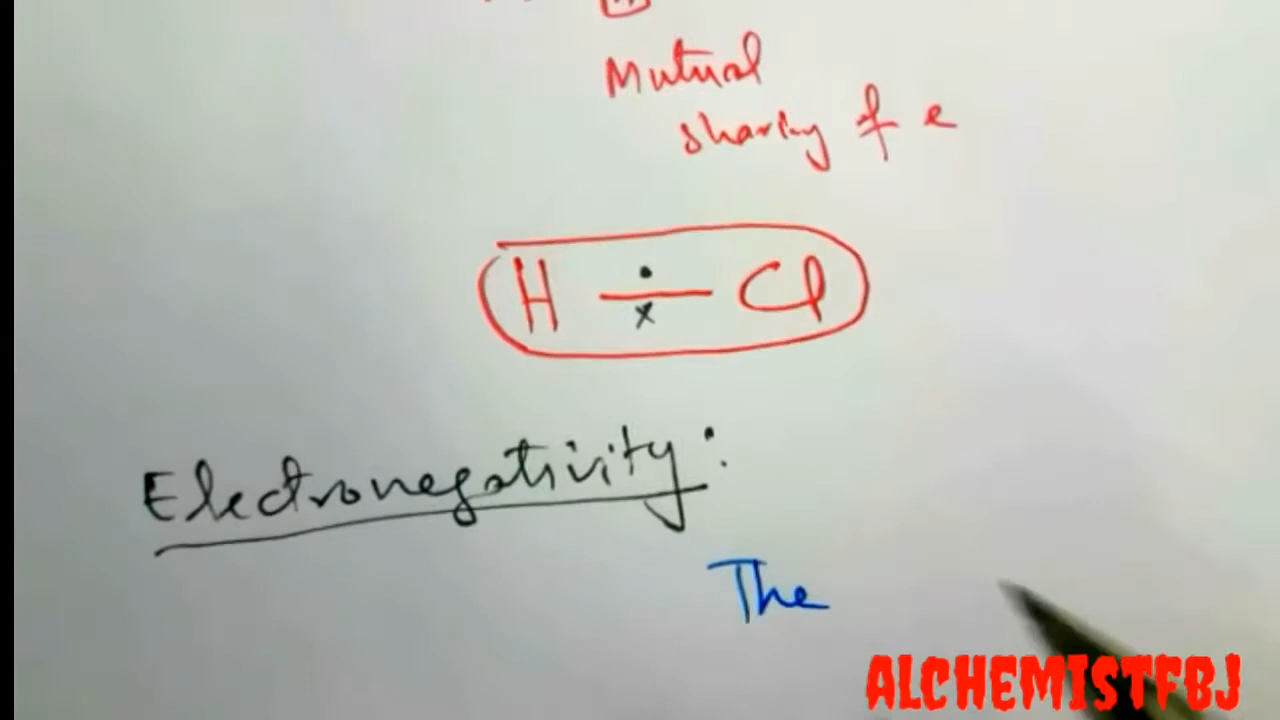 Mutual
sharing of e
H — Cl
Electronegativity:
The
ALCHEMISTFBJ